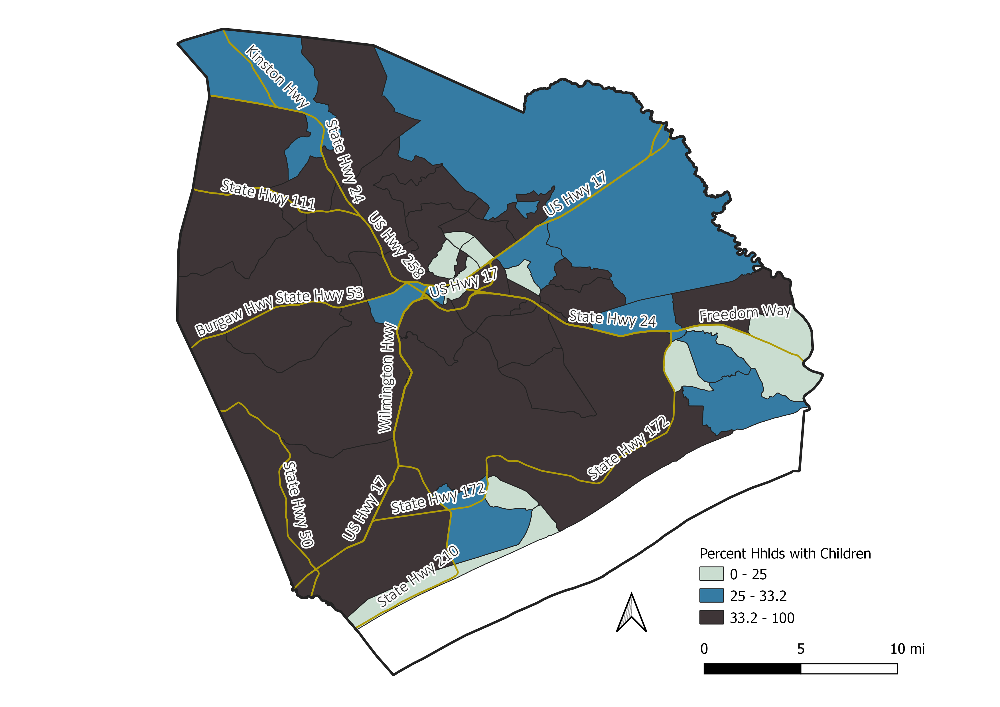 Kinston Hwy
State Hwy 24
State Hwy 111
US Hwy 17
US Hwy 258
US Hwy 17
Burgaw Hwy
State Hwy 53
State Hwy 24
Freedom Way
Wilmington Hwy
State Hwy 172
State Hwy 50
US Hwy 17
State Hwy 172
State Hwy 210
Percent Hhlds with Children
0 - 25
25 - 33.2
33.2 - 100
0 5 10 mi